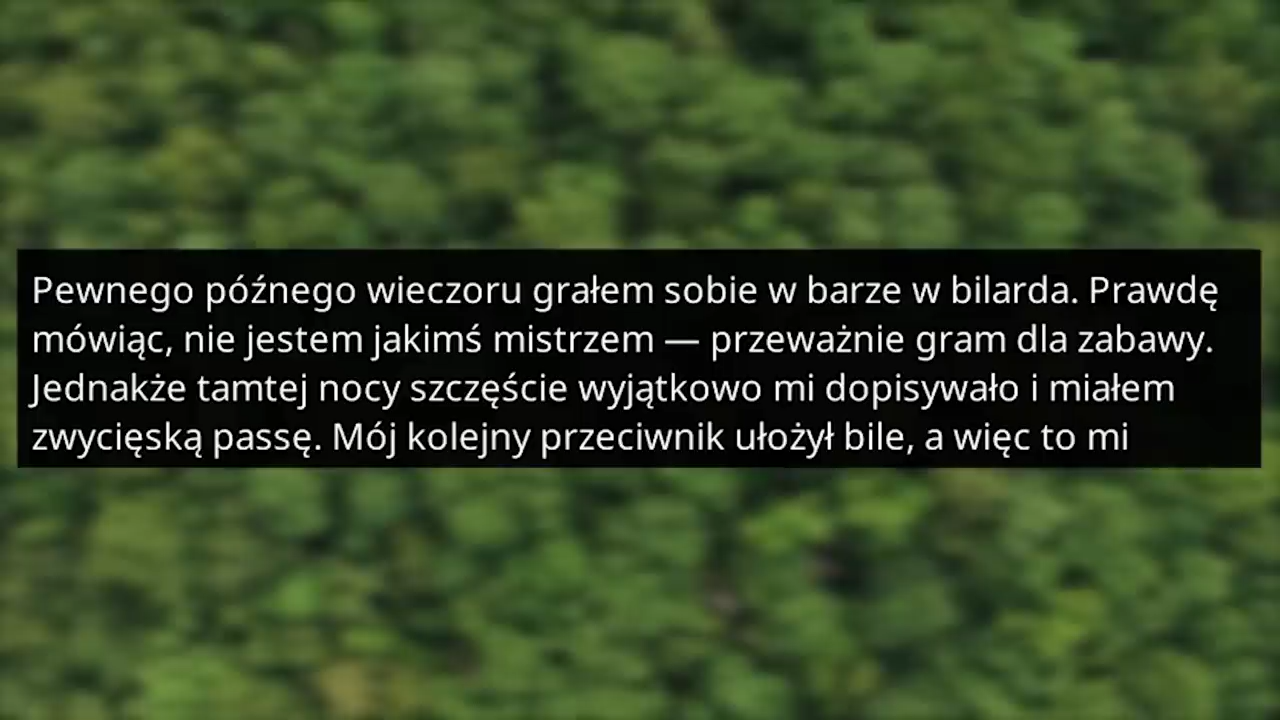 Pewnego późnego wieczoru grałem sobie w barze w bilarda. Prawdę
mówiąc, nie jestem jakimś mistrzem — przeważnie gram dla zabawy.
Jednakże tamtej nocy szczęście wyjątkowo mi dopisywało i miałem
zwycięską passę. Mój kolejny przeciwnik ułożył bile, a więc to mi